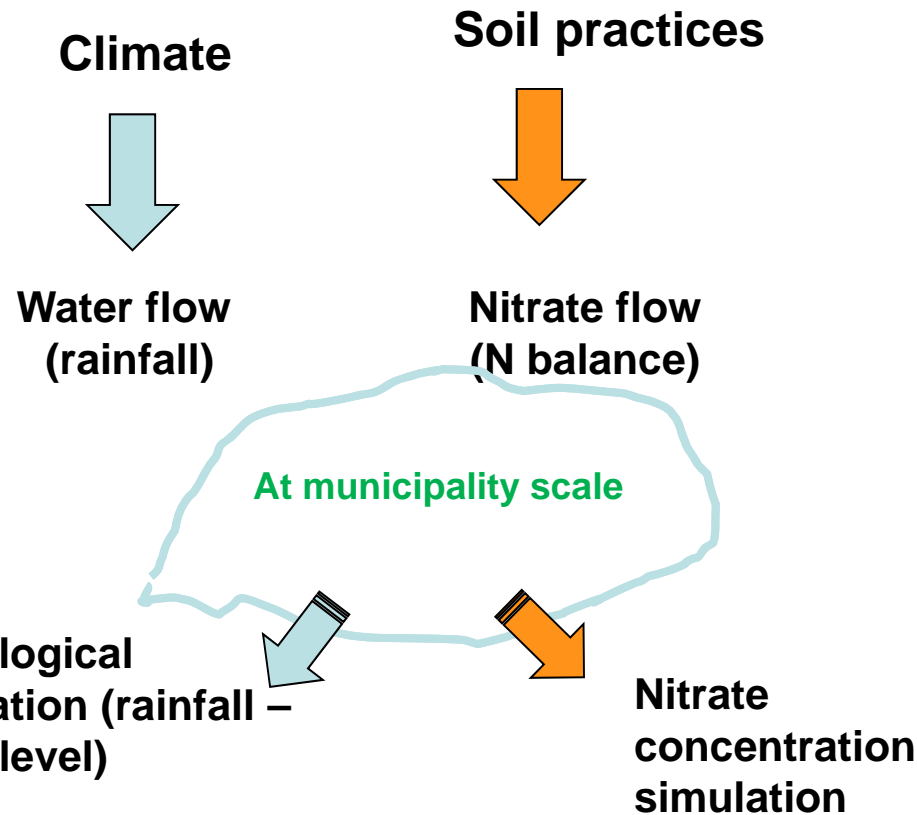 Climate
Soil practices
Water flow
(rainfall)
Nitrate flow
(N balance)
At municipality scale
logical
ation (rainfall –
level)
Nitrate
concentration
simulation